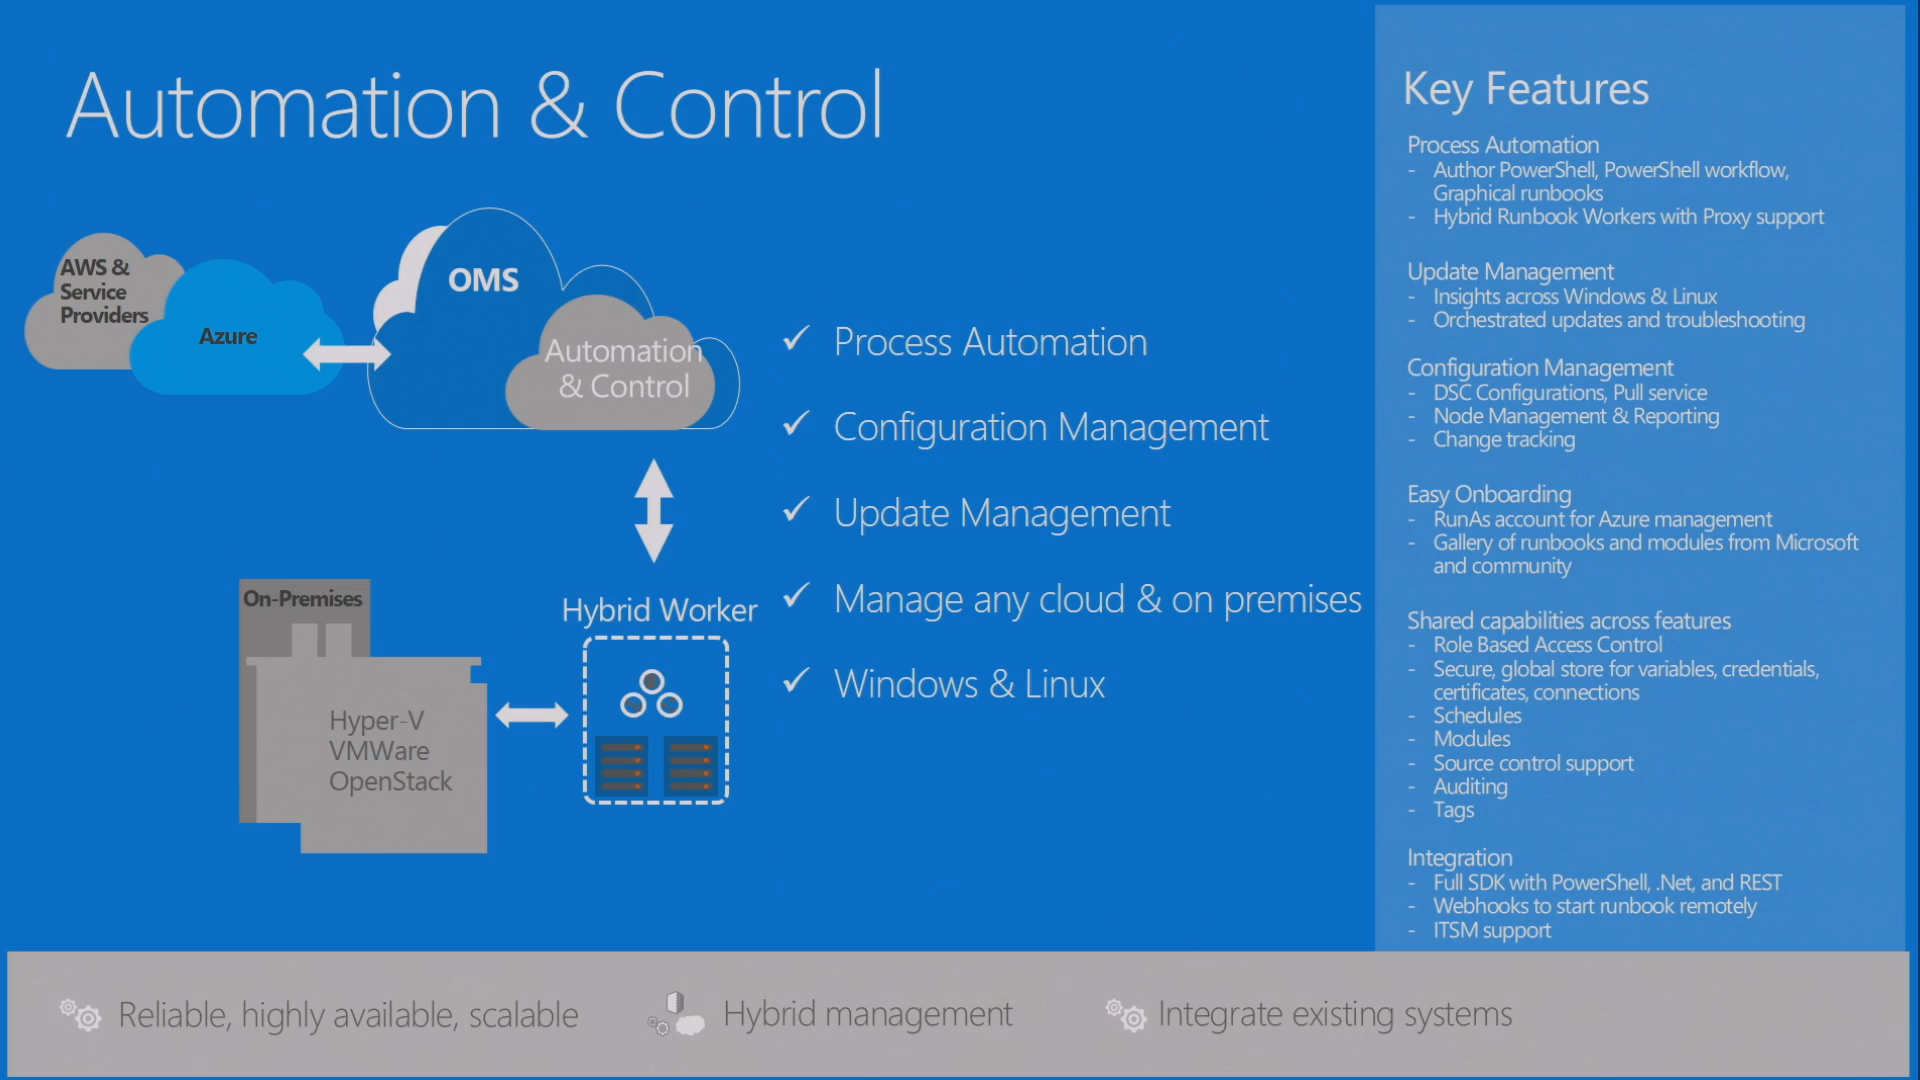 Automation & Control
AWS &
Service
Providers
Azure
OMS
Automation
& Control
Hybrid Worker
On-Premises
Hyper-V
VMWare
OpenStack
✓ Process Automation
✓ Configuration Management
✓ Update Management
✓ Manage any cloud & on premises
✓ Windows & Linux
Key Features
Process Automation
- Author PowerShell, PowerShell workflow,
Graphical runbooks
- Hybrid Runbook Workers with Proxy support
Update Management
- Insights across Windows & Linux
- Orchestrated updates and troubleshooting
Configuration Management
- DSC Configurations, Pull service
- Node Management & Reporting
- Change tracking
Easy Onboarding
- RunAs account for Azure management
- Gallery of runbooks and modules from Microsoft
and community
Shared capabilities across features
- Role Based Access Control
- Secure, global store for variables, credentials,
certificates, connections
- Schedules
- Modules
- Source control support
- Auditing
- Tags
Integration
- Full SDK with PowerShell, .Net, and REST
- Webhooks to start runbook remotely
- ITSM support
Reliable, highly available, scalable
Hybrid management
Integrate existing systems